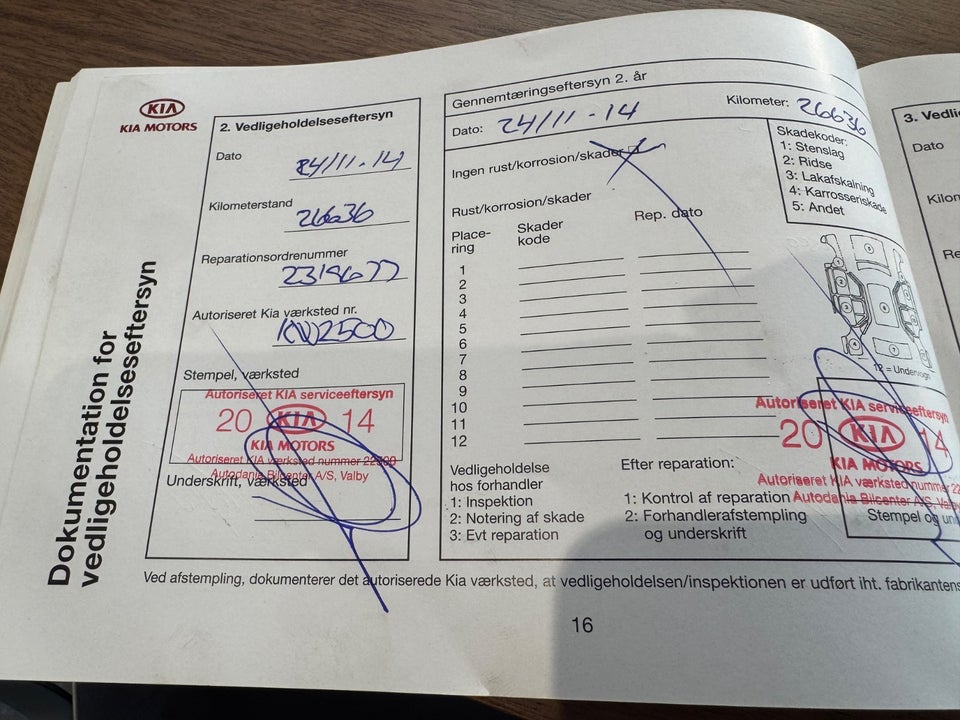 KIA
KIA MOTORS
Dokumentation for
vedligeholdelseseftersyn
2. Vedligeholdelseseftersyn
Dato
24/11-14
Kilometerstand
26636
Reparationsordrenummer
Autoriseret Kia værksted nr.
KW2500
Stempel, værksted
Autoriseret KIA serviceeftersyn
20 KIA 14
KIA MOTORS
Autoriseret KIA værksted nummer
Autodania Bilcenter A/S, Valby
Underskrift, værksted
Gennemtæringseftersyn 2. år
Dato: 24/11-14
Kilometer: 26636
Ingen rust/korrosion/skader
Rust/korrosion/skader
Place-
ring
Skader
kode
Rep. dato
1
2
3
4
5
6
7
8
9
10
11
12
Skadekoder:
1: Stenslag
2: Ridse
3: Lakafskalning
4: Karrosseriskade
5: Andet
12 = Undervogn
Vedligeholdelse
hos forhandler
1: Inspektion
2: Notering af skade
3: Evt reparation
Efter reparation:
1: Kontrol af reparation
2: Forhandlerafstempling
og underskrift
Autoriseret KIA serviceeftersyn
20 KIA 14
KIA MOTORS
Autoriseret KIA værksted nummer 22
Autodania Bilcenter A/S, Valby
Stempel og un
Ved afstempling, dokumenterer det autoriserede Kia værksted, at vedligeholdelsen/inspektionen er udført iht. fabrikantens
16
3. Vedli
Dato
Kilon
Re